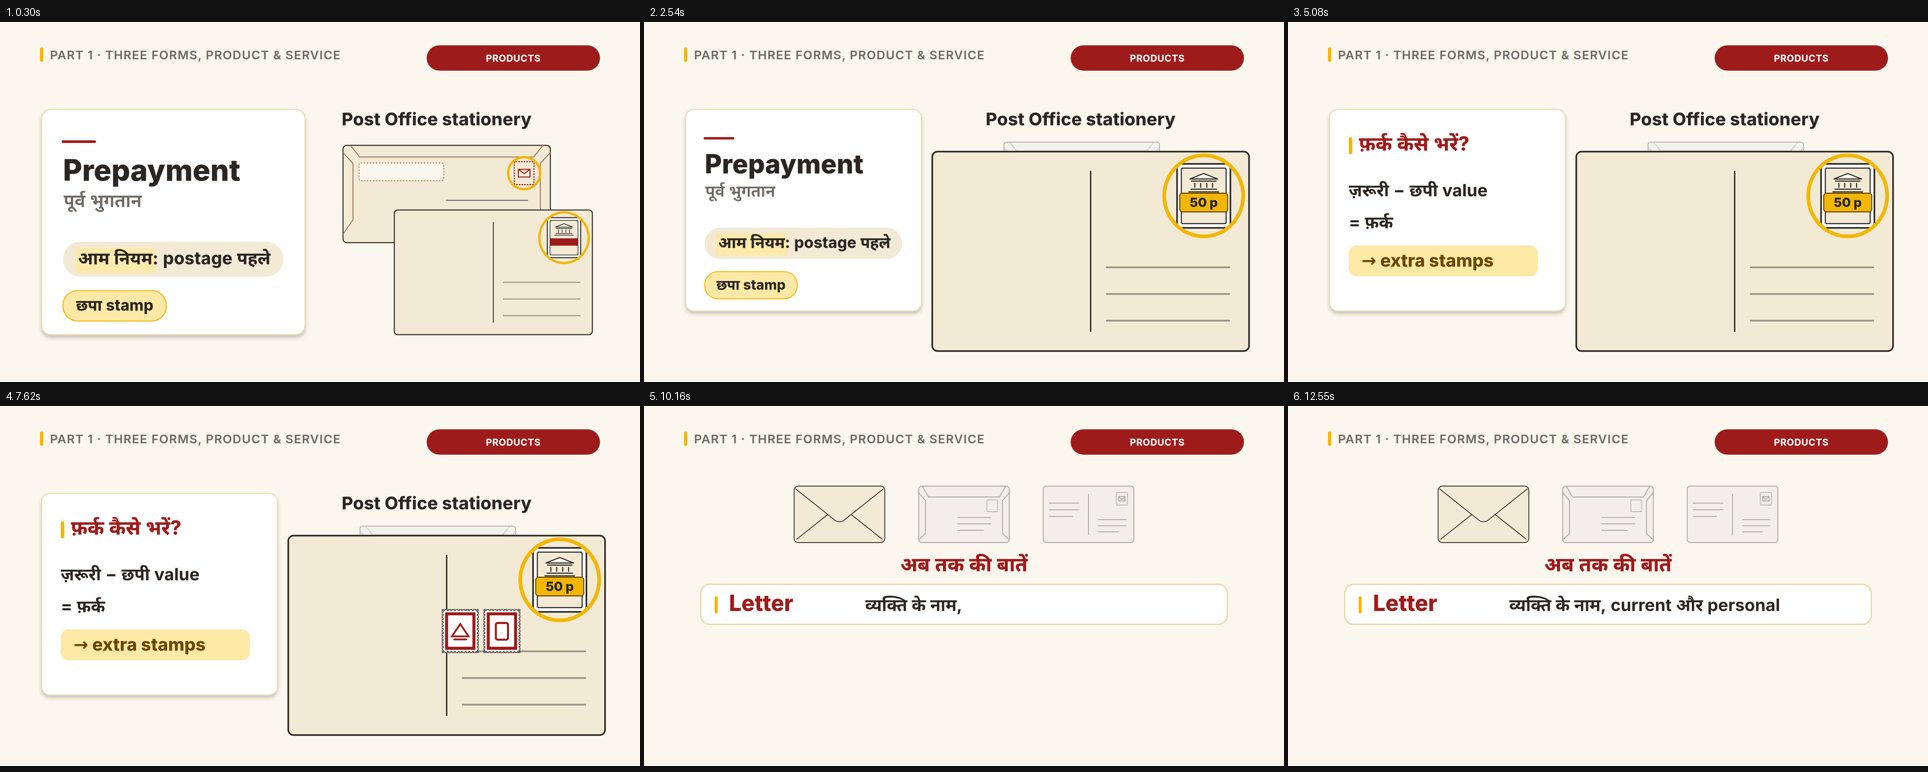 1. 0.30s
PART 1 · THREE FORMS, PRODUCT & SERVICE
PRODUCTS
Prepayment
पूर्व भुगतान
आम नियम: postage पहले
छपा stamp
Post Office stationery
2. 2.54s
PART 1 · THREE FORMS, PRODUCT & SERVICE
PRODUCTS
Prepayment
पूर्व भुगतान
आम नियम: postage पहले
छपा stamp
Post Office stationery
50 p
3. 5.08s
PART 1 · THREE FORMS, PRODUCT & SERVICE
PRODUCTS
फ़र्क कैसे भरें?
ज़रूरी – छपी value
= फ़र्क
→ extra stamps
Post Office stationery
50 p
4. 7.62s
PART 1 · THREE FORMS, PRODUCT & SERVICE
PRODUCTS
फ़र्क कैसे भरें?
ज़रूरी – छपी value
= फ़र्क
→ extra stamps
Post Office stationery
50 p
5. 10.16s
PART 1 · THREE FORMS, PRODUCT & SERVICE
PRODUCTS
अब तक की बातें
Letter व्यक्ति के नाम,
6. 12.55s
PART 1 · THREE FORMS, PRODUCT & SERVICE
PRODUCTS
अब तक की बातें
Letter व्यक्ति के नाम, current और personal